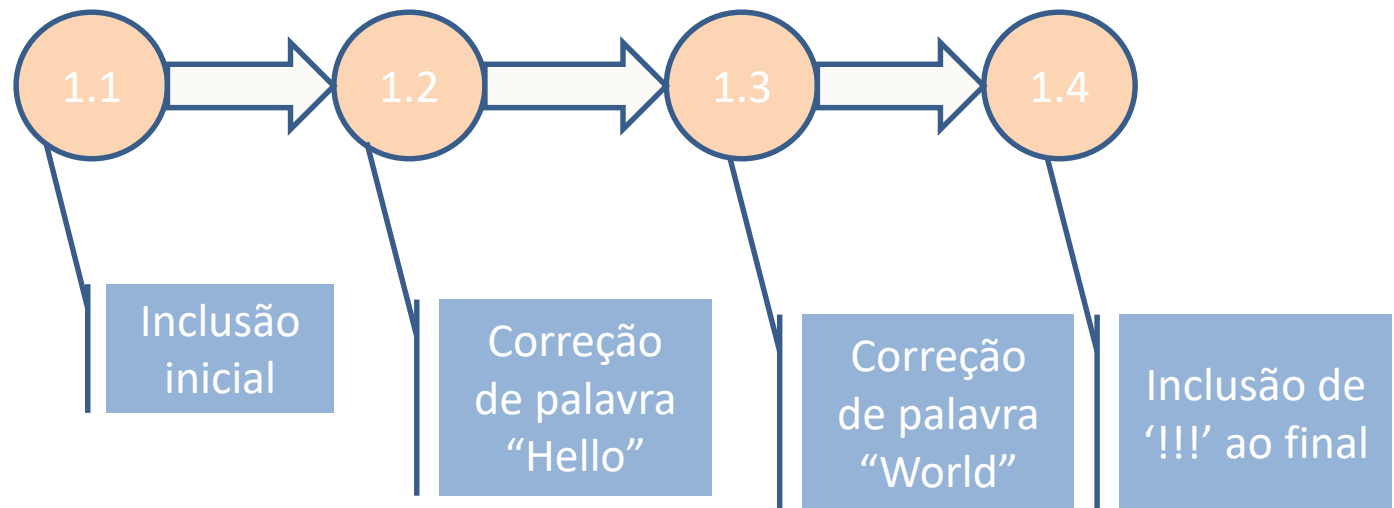 1.1
1.2
1.3
1.4
Inclusão
inicial
Correção
de palavra
“Hello”
Correção
de palavra
“World”
Inclusão de
‘!!!’ ao final